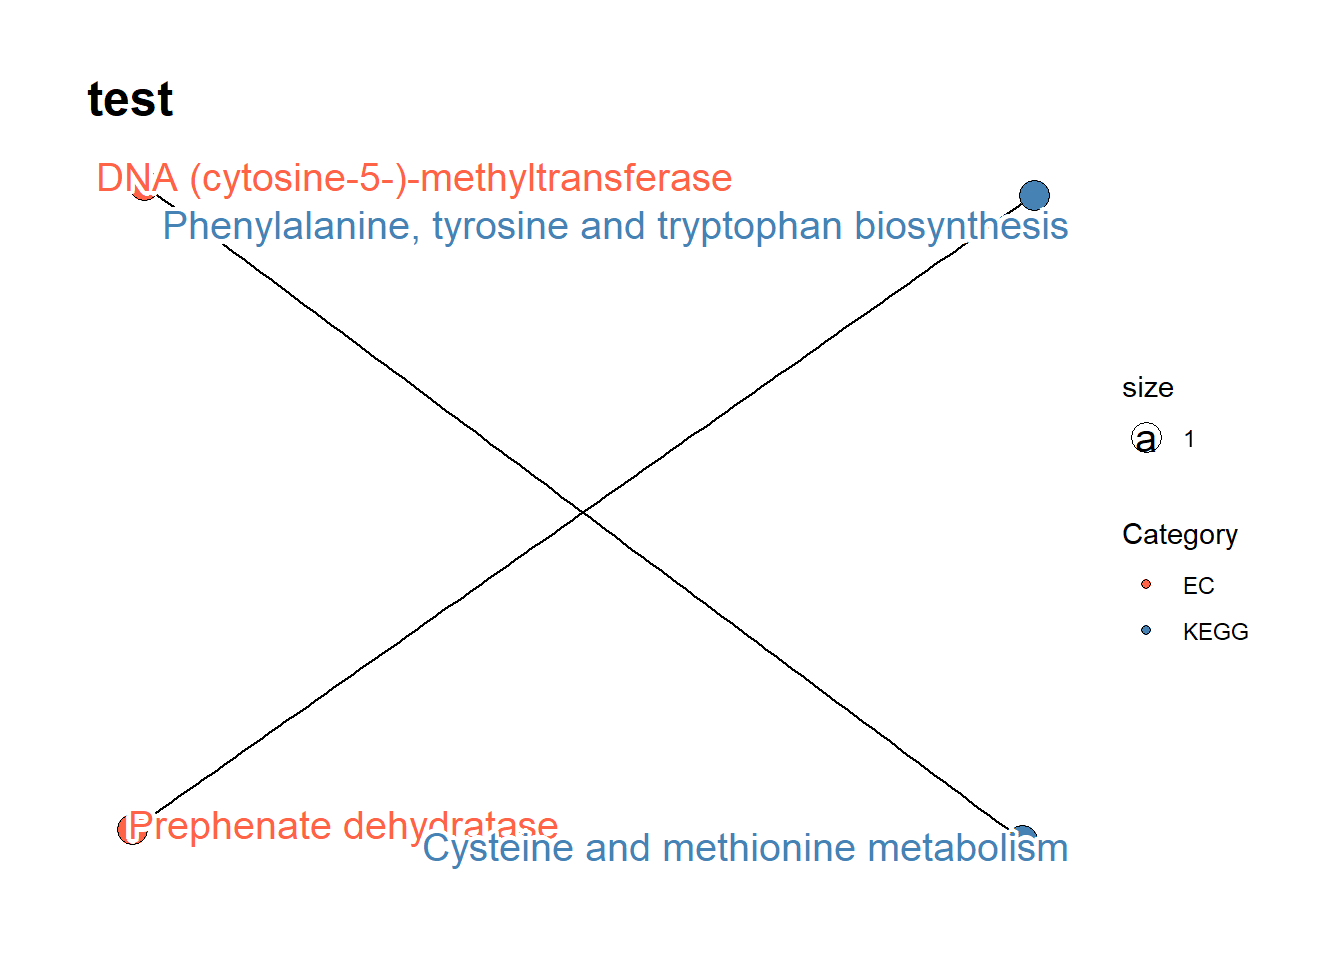 test
DNA (cytosine-5-)-methyltransferase
Phenylalanine, tyrosine and tryptophan biosynthesis
size
a 1
Category
EC
KEGG
Prephenate dehydratase
Cysteine and methionine metabolism